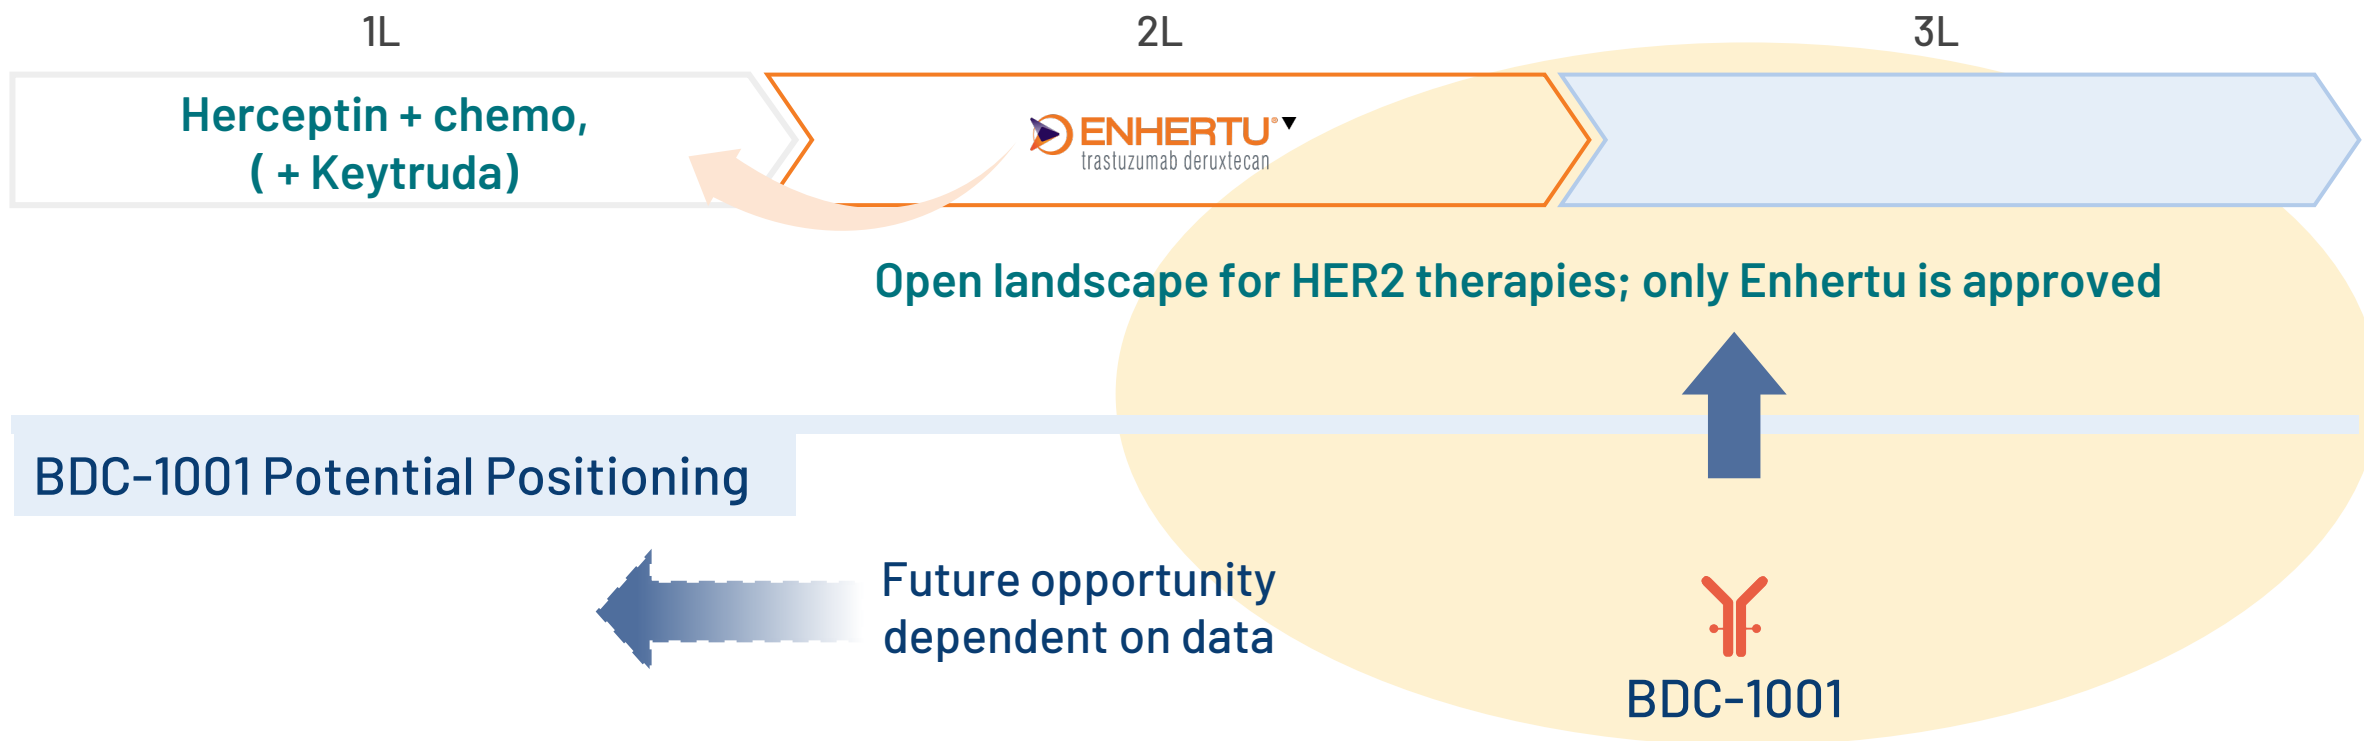 1L
2L
3L
Herceptin + chemo,
( + Keytruda)
ENHERTU®▼
trastuzumab deruxtecan
Open landscape for HER2 therapies; only Enhertu is approved
BDC-1001 Potential Positioning
Future opportunity
dependent on data
BDC-1001